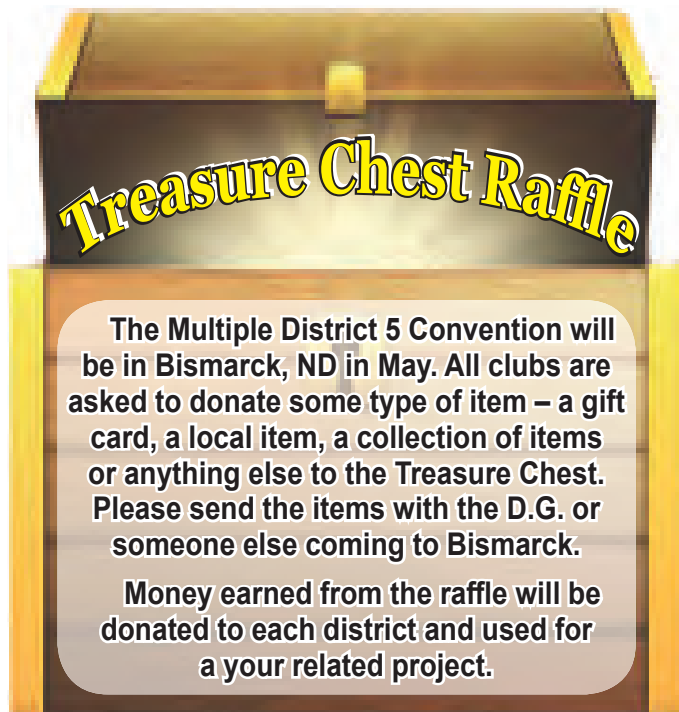 Treasure Chest Raffle
The Multiple District 5 Convention will
be in Bismarck, ND in May. All clubs are
asked to donate some type of item – a gift
card, a local item, a collection of items
or anything else to the Treasure Chest.
Please send the items with the D.G. or
someone else coming to Bismarck.
Money earned from the raffle will be
donated to each district and used for
a your related project.